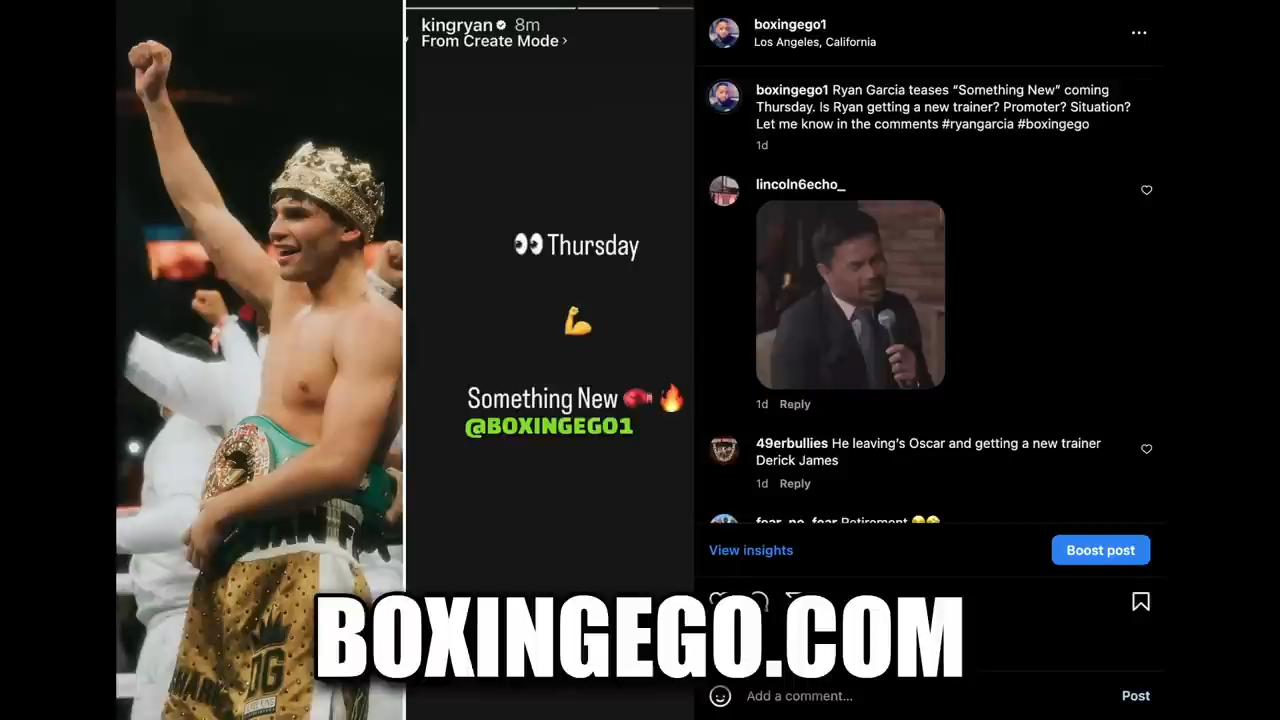 kingryan 8m
From Create Mode >
👀 Thursday
💪
Something New 🥊🔥
@BOXINGEGO1
boxingego1
Los Angeles, California
boxingego1 Ryan Garcia teases “Something New” coming
Thursday. Is Ryan getting a new trainer? Promoter? Situation?
Let me know in the comments #ryangarcia #boxingego
1d
lincoln6echo_
1d Reply
49erbullies He leaving's Oscar and getting a new trainer
Derick James
1d Reply
fear_no_fear Retirement
View insights
Boost post
BOXINGEGO.COM
Add a comment...
Post